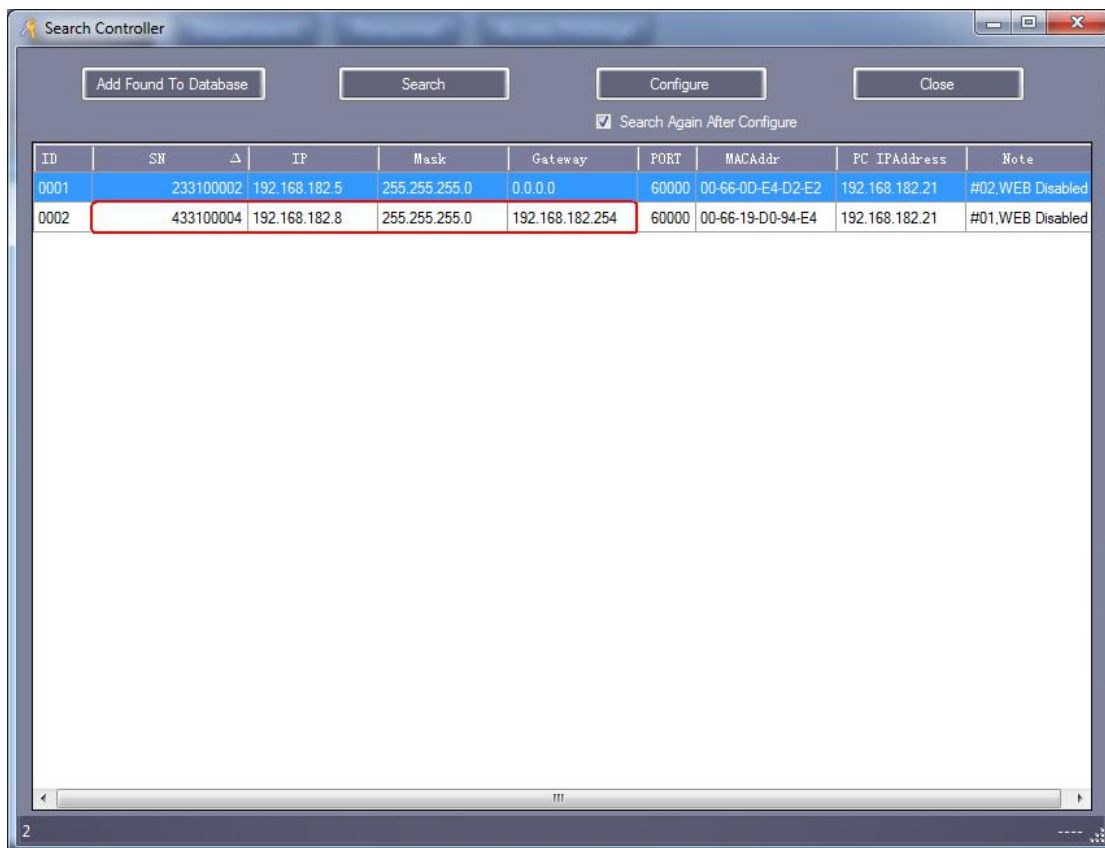 Search Controller
Add Found To Database Search Configure Close
Search Again After Configure
ID SN Δ IP Mask Gateway PORT MACAddr PC IPAddress Note
0001 233100002 192.168.182.5 255.255.255.0 0.0.0.0 60000 00-66-0D-E4-D2-E2 192.168.182.21 #02,WEB Disabled
0002 433100004 192.168.182.8 255.255.255.0 192.168.182.254 60000 00-66-19-D0-94-E4 192.168.182.21 #01,WEB Disabled
2 ----